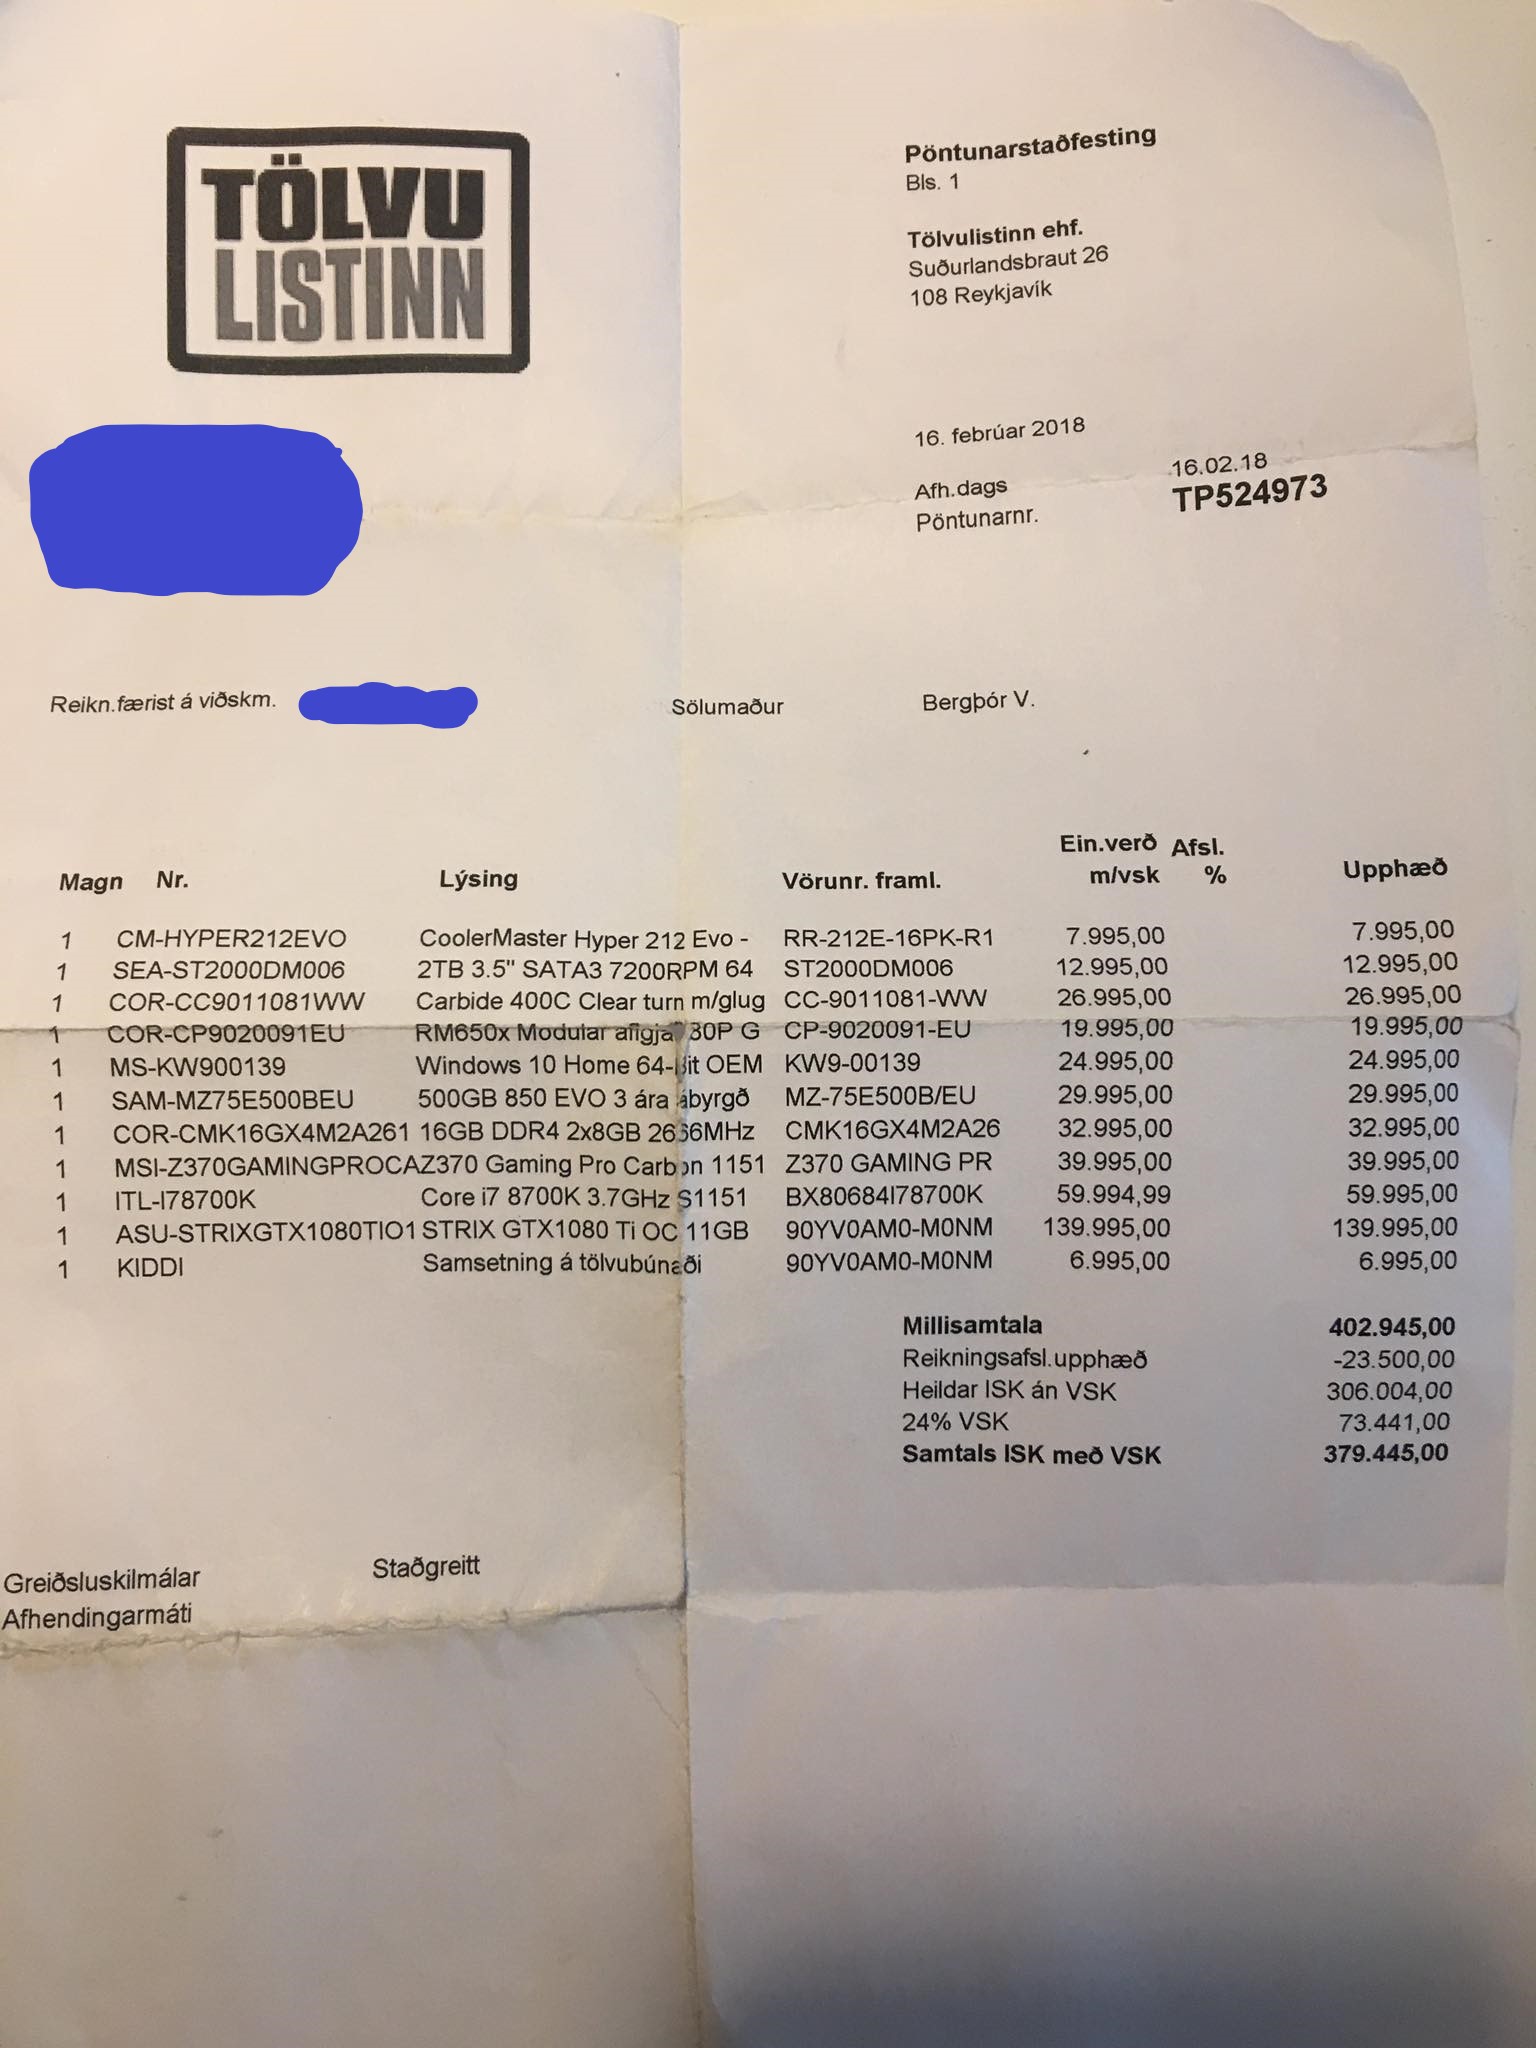 TÖLVU
LISTINN
Pöntunarstaðfesting
Bls. 1
Tölvulistinn ehf.
Suðurlandsbraut 26
108 Reykjavík
16. febrúar 2018
Afh.dags 16.02.18
Pöntunarnr. TP524973
Reikn.færist á viðskm. Sölumaður Bergþór V.
Magn Nr. Lýsing Vörunr. framl. Ein.verð m/vsk Afsl. % Upphæð
1 CM-HYPER212EVO CoolerMaster Hyper 212 Evo - RR-212E-16PK-R1 7.995,00 7.995,00
1 SEA-ST2000DM006 2TB 3.5" SATA3 7200RPM 64 ST2000DM006 12.995,00 12.995,00
1 COR-CC9011081WW Carbide 400C Clear turn m/glug CC-9011081-WW 26.995,00 26.995,00
1 COR-CP9020091EU RM650x Modular aflgja 80P G CP-9020091-EU 19.995,00 19.995,00
1 MS-KW900139 Windows 10 Home 64-bit OEM KW9-00139 24.995,00 24.995,00
1 SAM-MZ75E500BEU 500GB 850 EVO 3 ára ábyrgð MZ-75E500B/EU 29.995,00 29.995,00
1 COR-CMK16GX4M2A261 16GB DDR4 2x8GB 2666MHz CMK16GX4M2A26 32.995,00 32.995,00
1 MSI-Z370GAMINGPROCAZ370 Gaming Pro Carbon 1151 Z370 GAMING PR 39.995,00 39.995,00
1 ITL-I78700K Core i7 8700K 3.7GHz S1151 BX80684I78700K 59.994,99 59.995,00
1 ASU-STRIXGTX1080TIO1 STRIX GTX1080 Ti OC 11GB 90YV0AM0-M0NM 139.995,00 139.995,00
1 KIDDI Samsetning á tölvubúnaði 90YV0AM0-M0NM 6.995,00 6.995,00
Millisamtala 402.945,00
Reikningsafsl.upphæð -23.500,00
Heildar ISK án VSK 306.004,00
24% VSK 73.441,00
Samtals ISK með VSK 379.445,00
Greiðsluskilmálar Staðgreitt
Afhendingarmáti